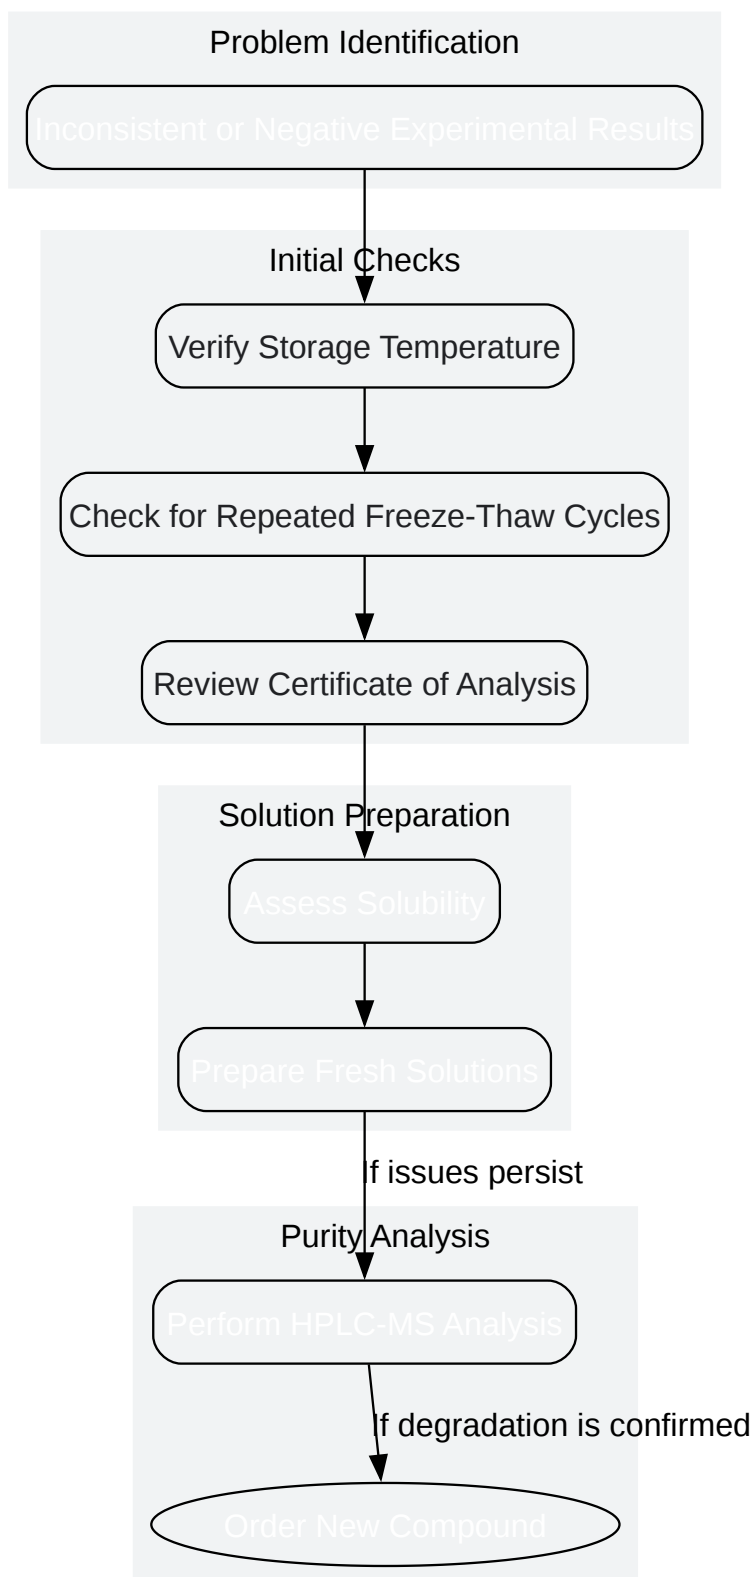 Problem Identification
Inconsistent or Negative Experimental Results
Initial Checks
Verify Storage Temperature
Check for Repeated Freeze-Thaw Cycles
Review Certificate of Analysis
Solution Preparation
Assess Solubility
Prepare Fresh Solutions
If issues persist
Purity Analysis
Perform HPLC-MS Analysis
If degradation is confirmed
Order New Compound